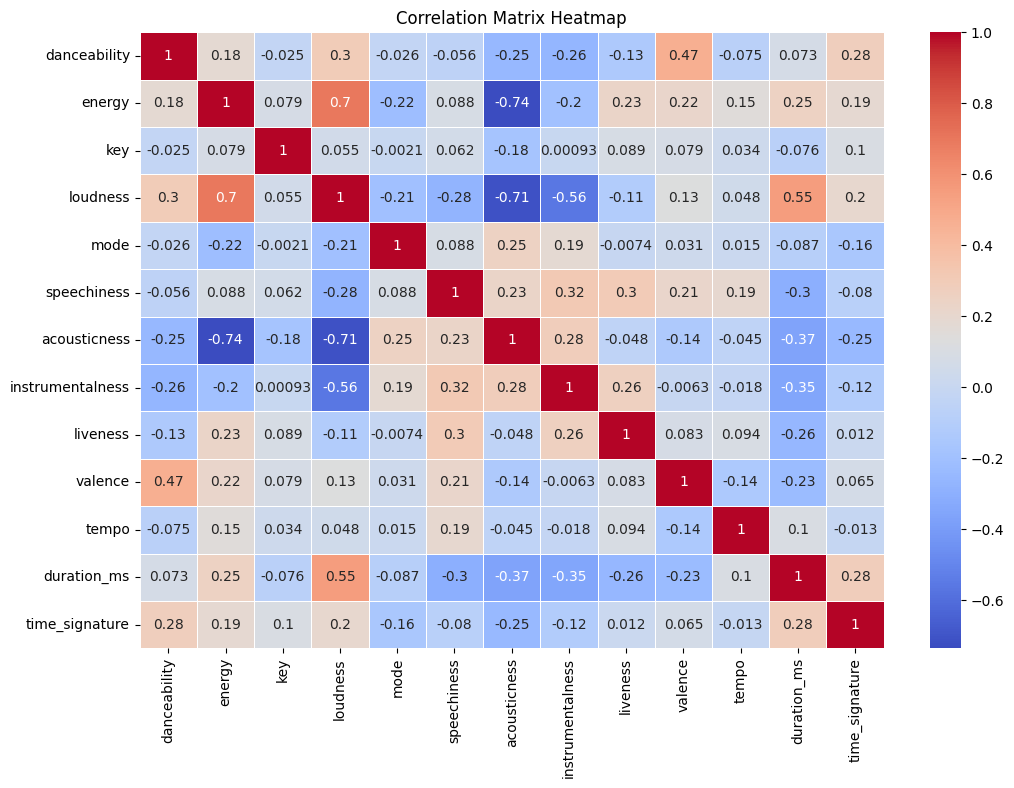 Correlation Matrix Heatmap
danceability 1 0.18 -0.025 0.3 -0.026 -0.056 -0.25 -0.26 -0.13 0.47 -0.075 0.073 0.28
energy 0.18 1 0.079 0.7 -0.22 0.088 -0.74 -0.2 0.23 0.22 0.15 0.25 0.19
key -0.025 0.079 1 0.055 -0.0021 0.062 -0.18 0.00093 0.089 0.079 0.034 -0.076 0.1
loudness 0.3 0.7 0.055 1 -0.21 -0.28 -0.71 -0.56 -0.11 0.13 0.048 0.55 0.2
mode -0.026 -0.22 -0.0021 -0.21 1 0.088 0.25 0.19 -0.0074 0.031 0.015 -0.087 -0.16
speechiness -0.056 0.088 0.062 -0.28 0.088 1 0.23 0.32 0.3 0.21 0.19 -0.3 -0.08
acousticness -0.25 -0.74 -0.18 -0.71 0.25 0.23 1 0.28 -0.048 -0.14 -0.045 -0.37 -0.25
instrumentalness -0.26 -0.2 0.00093 -0.56 0.19 0.32 0.28 1 0.26 -0.0063 -0.018 -0.35 -0.12
liveness -0.13 0.23 0.089 -0.11 -0.0074 0.3 -0.048 0.26 1 0.083 0.094 -0.26 0.012
valence 0.47 0.22 0.079 0.13 0.031 0.21 -0.14 -0.0063 0.083 1 -0.14 -0.23 0.065
tempo -0.075 0.15 0.034 0.048 0.015 0.19 -0.045 -0.018 0.094 -0.14 1 0.1 -0.013
duration_ms 0.073 0.25 -0.076 0.55 -0.087 -0.3 -0.37 -0.35 -0.26 -0.23 0.1 1 0.28
time_signature 0.28 0.19 0.1 0.2 -0.16 -0.08 -0.25 -0.12 0.012 0.065 -0.013 0.28 1
danceability
energy
key
loudness
mode
speechiness
acousticness
instrumentalness
liveness
valence
tempo
duration_ms
time_signature
1.0
0.8
0.6
0.4
0.2
0.0
−0.2
−0.4
−0.6